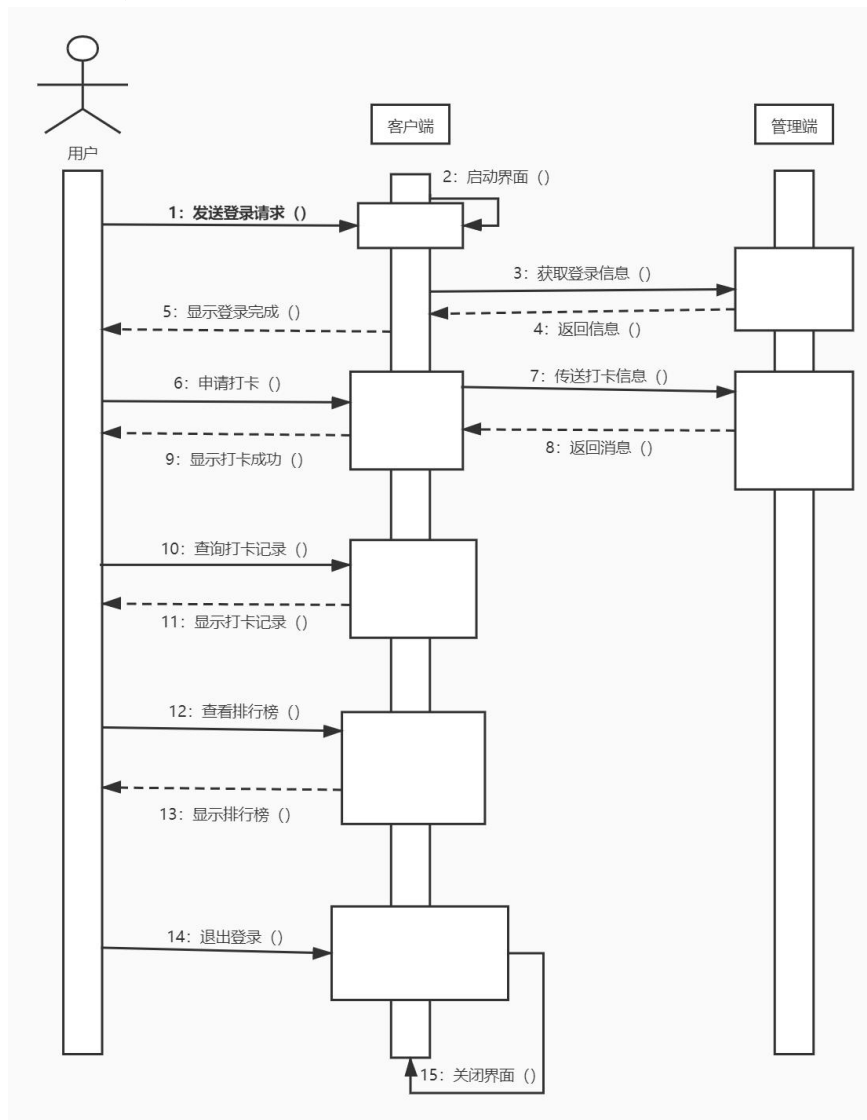 用户
客户端
管理端
2：启动界面（）
1：发送登录请求（）
3：获取登录信息（）
5：显示登录完成（）
4：返回信息（）
6：申请打卡（）
7：传送打卡信息（）
9：显示打卡成功（）
8：返回消息（）
10：查询打卡记录（）
11：显示打卡记录（）
12：查看排行榜（）
13：显示排行榜（）
14：退出登录（）
15：关闭界面（）